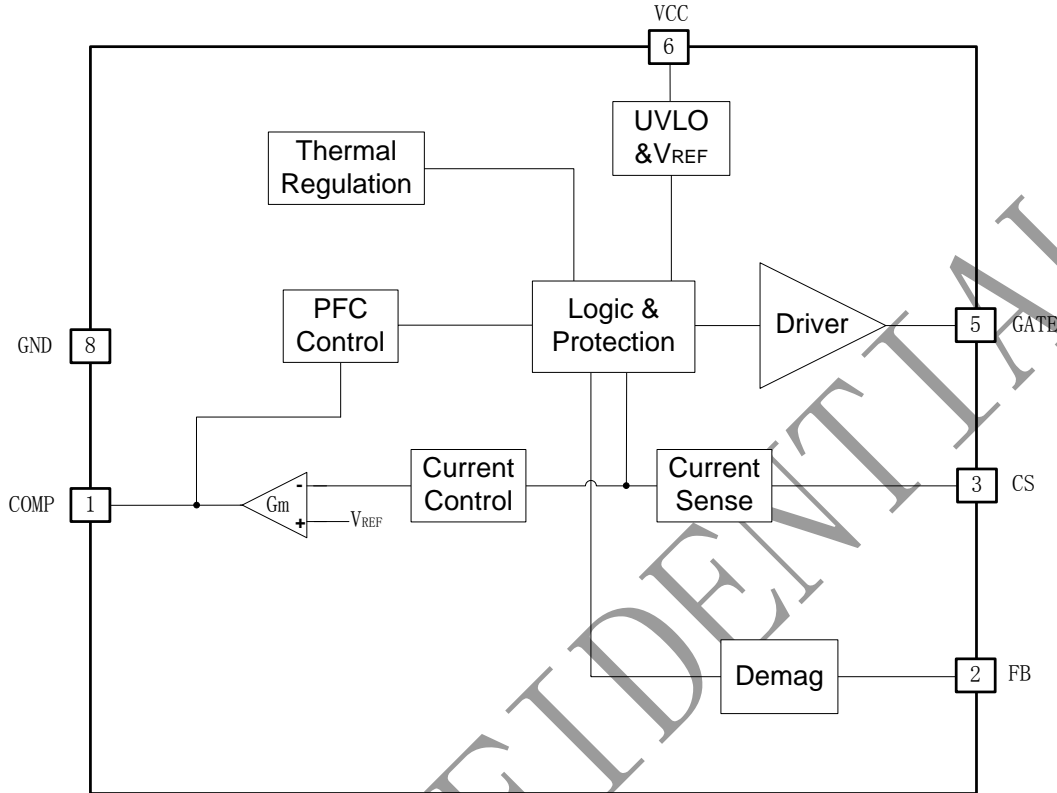 VCC
6
UVLO
&VREF
Thermal
Regulation
PFC
Control
Logic &
Protection
Driver
5
GATE
GND
8
Current
Control
Current
Sense
3
CS
COMP
1
-
Gm
+
VREF
Demag
2
FB
FIDENTIAL